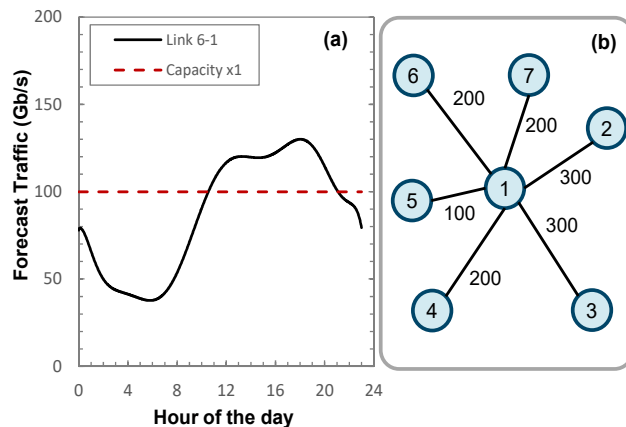 200
(a)
Link 6-1
Capacity x1
150
100
50
0
Forecast Traffic (Gb/s)
0 4 8 12 16 20 24
Hour of the day
(b)
6
7
2
200
200
300
1
5
100
300
200
4
3